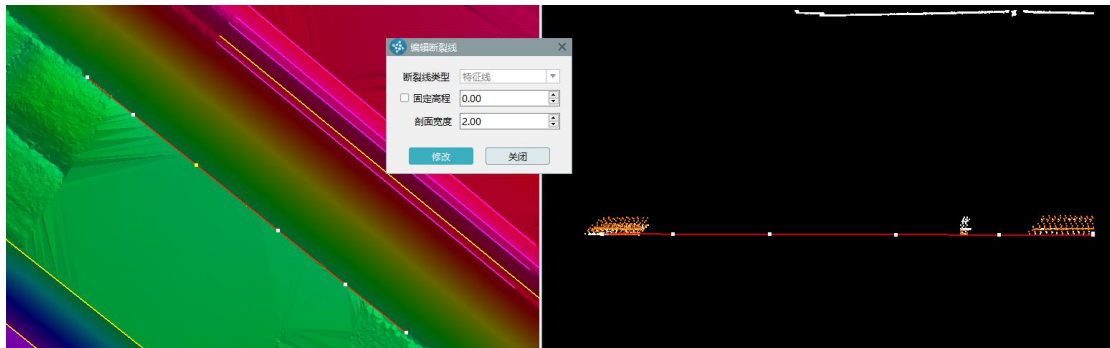 编辑断裂线
断裂线类型 特征线
固定高程 0.00
剖面宽度 2.00
修改 关闭